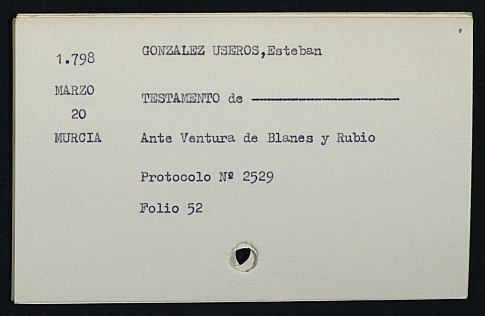 1.798
GONZALEZ USEROS,Esteban
MARZO
20
TESTAMENTO de ————————————
MURCIA
Ante Ventura de Blanes y Rubio
Protocolo Nº 2529
Folio 52